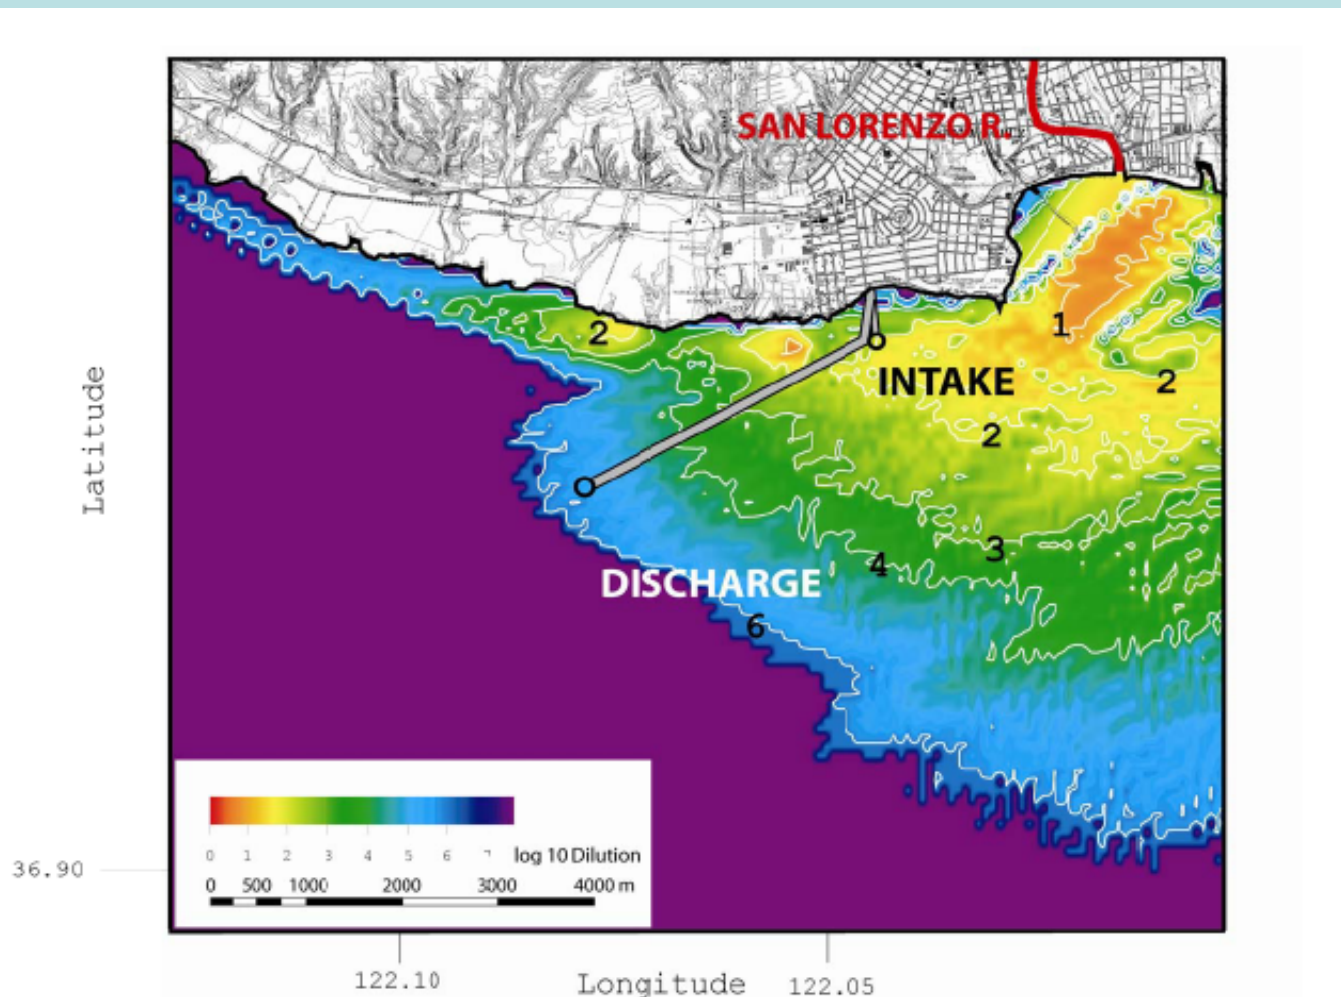 SAN LORENZO R.
1
2
INTAKE
2
2
3
4
DISCHARGE
6
Latitude
0 1 2 3 4 5 6 7 log 10 Dilution
0 500 1000 2000 3000 4000 m
36.90
122.10 Longitude 122.05